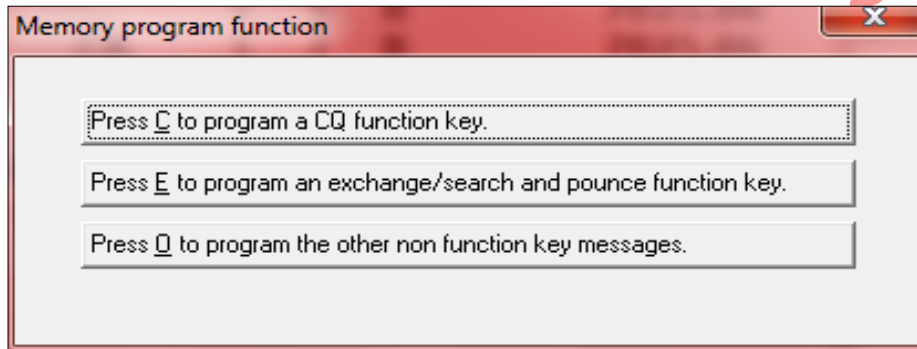 Memory program function
Press C to program a CQ function key.
Press E to program an exchange/search and pounce function key.
Press O to program the other non function key messages.